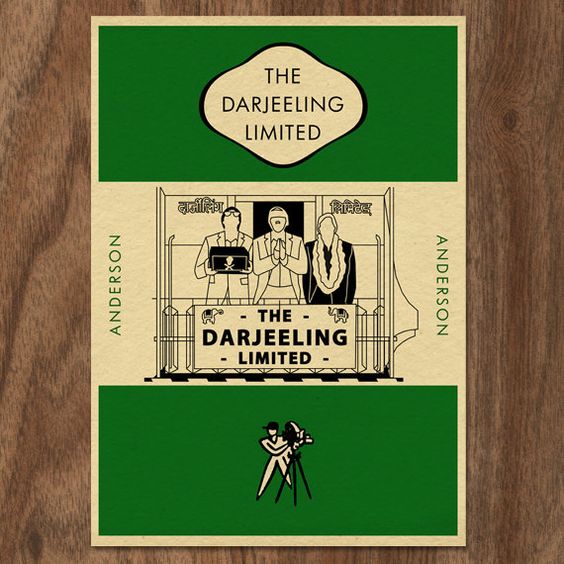 THE
DARJEELING
LIMITED
दार्जीलिंग
लिमिटेड्
ANDERSON
ANDERSON
- THE -
DARJEELING
- LIMITED -